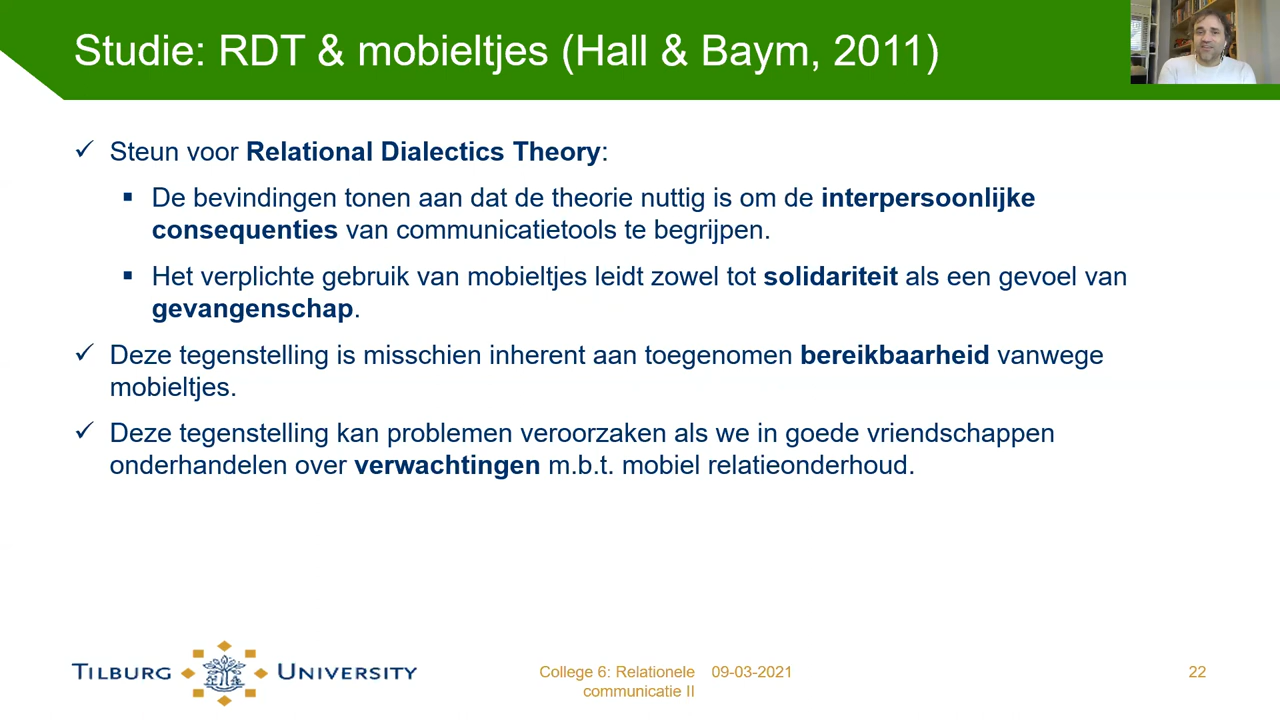 Studie: RDT & mobieltjes (Hall & Baym, 2011)
✓ Steun voor Relational Dialectics Theory:
▪ De bevindingen tonen aan dat de theorie nuttig is om de interpersoonlijke
consequenties van communicatietools te begrijpen.
▪ Het verplichte gebruik van mobieltjes leidt zowel tot solidariteit als een gevoel van
gevangenschap.
✓ Deze tegenstelling is misschien inherent aan toegenomen bereikbaarheid vanwege
mobieltjes.
✓ Deze tegenstelling kan problemen veroorzaken als we in goede vriendschappen
onderhandelen over verwachtingen m.b.t. mobiel relatieonderhoud.
TILBURG UNIVERSITY
College 6: Relationele communicatie II
09-03-2021
22